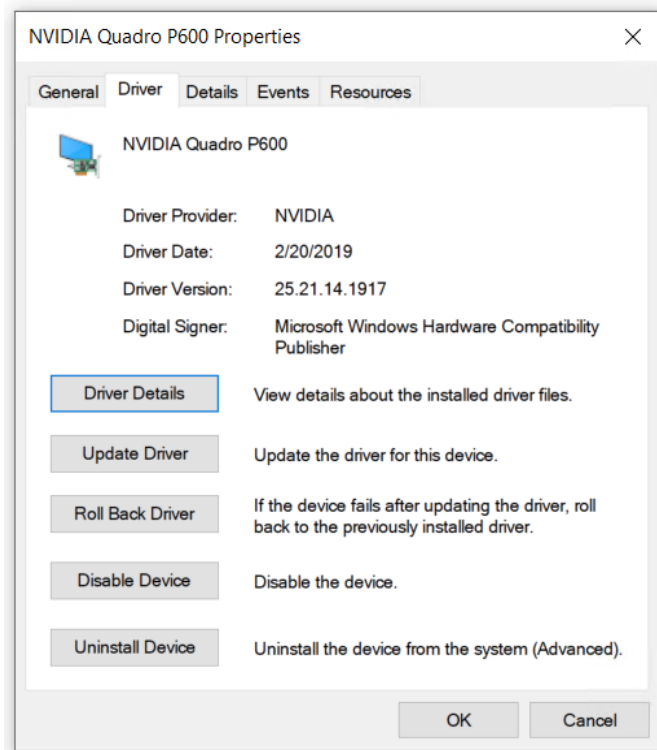 NVIDIA Quadro P600 Properties
General Driver Details Events Resources
NVIDIA Quadro P600
Driver Provider: NVIDIA
Driver Date: 2/20/2019
Driver Version: 25.21.14.1917
Digital Signer: Microsoft Windows Hardware Compatibility
Publisher
Driver Details View details about the installed driver files.
Update Driver Update the driver for this device.
Roll Back Driver If the device fails after updating the driver, roll
back to the previously installed driver.
Disable Device Disable the device.
Uninstall Device Uninstall the device from the system (Advanced).
OK Cancel